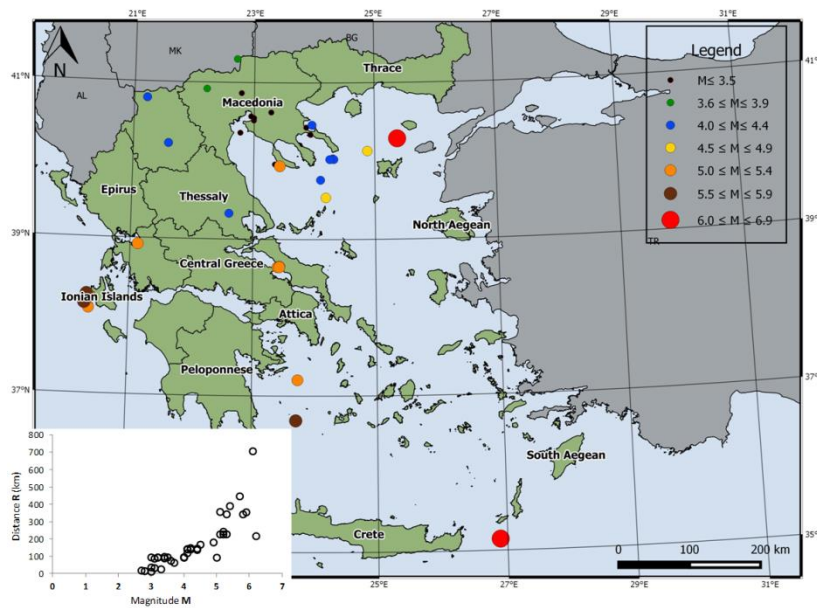 MK
BG
41°N
41°N
N
AL
Thrace
Macedonia
Legend
M≤ 3.5
3.6 ≤ M≤ 3.9
4.0 ≤ M≤ 4.4
4.5 ≤ M ≤ 4.9
5.0 ≤ M ≤ 5.4
5.5 ≤ M ≤ 5.9
6.0 ≤ M ≤ 6.9
Epirus
Thessaly
39°N
39°N
North Aegean
TR
Central Greece
Ionian Islands
Attica
Peloponnese
37°N
37°N
South Aegean
Crete
35°N
0 100 200 km
21°E 23°E 25°E 27°E 29°E
25°E 27°E 29°E 31°E
800
700
600
500
400
300
200
100
0
Distance R (km)
0 1 2 3 4 5 6 7
Magnitude M